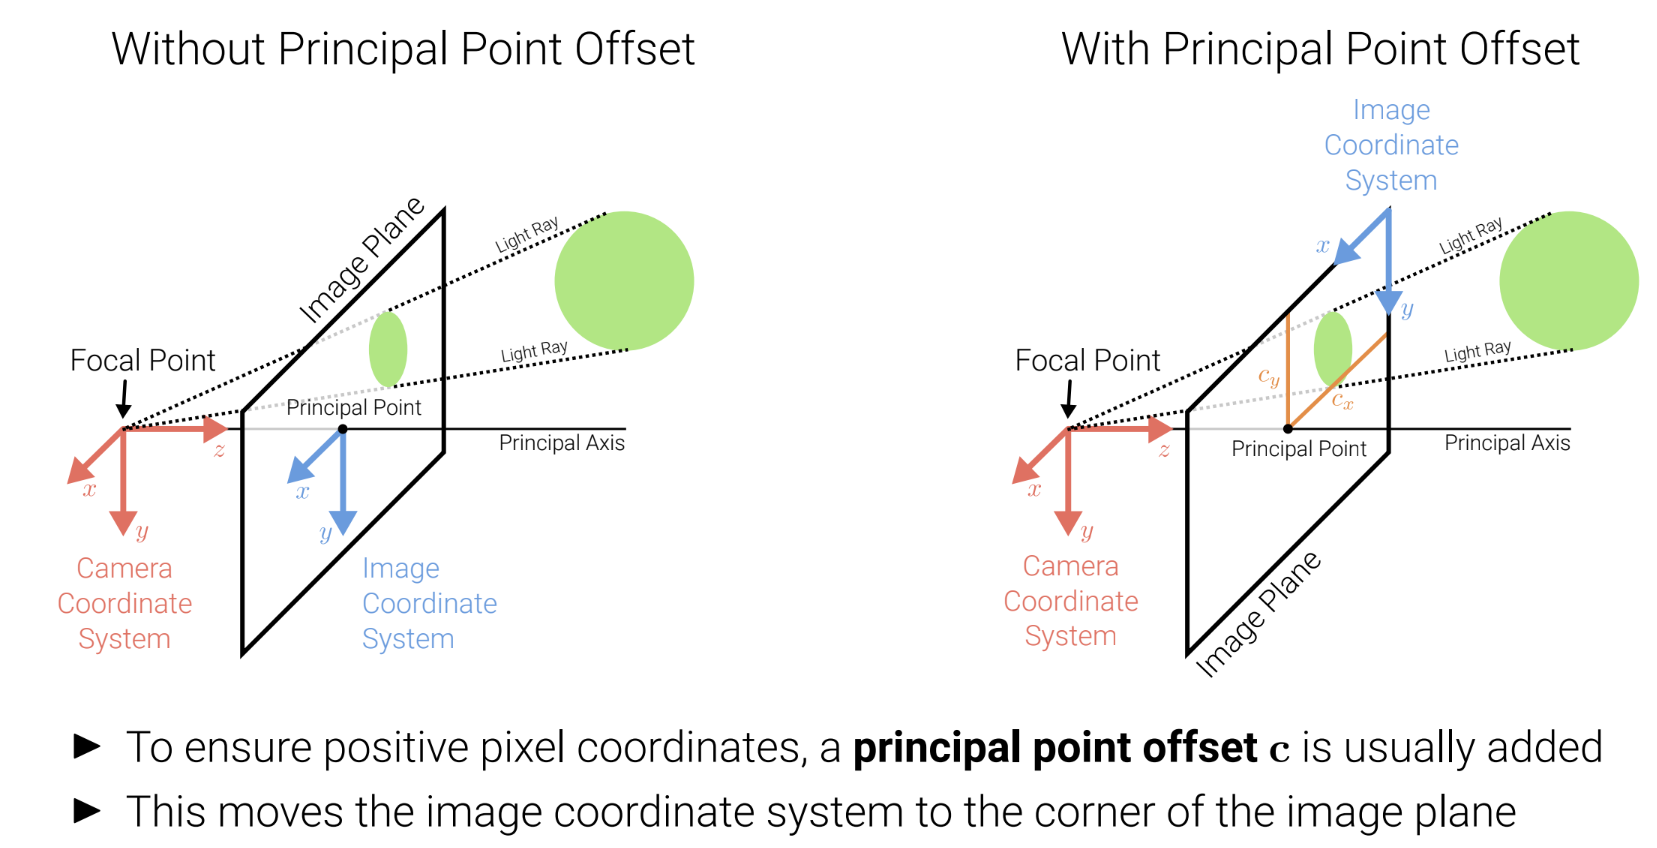 Without Principal Point Offset
Image Plane
Light Ray
Light Ray
Focal Point
Principal Point
Principal Axis
z
x
y
x
y
Camera
Coordinate
System
Image
Coordinate
System
With Principal Point Offset
Image
Coordinate
System
x
y
Light Ray
Light Ray
Focal Point
c_y
c_x
Principal Point
Principal Axis
z
x
y
Camera
Coordinate
System
Image Plane
► To ensure positive pixel coordinates, a principal point offset c is usually added
► This moves the image coordinate system to the corner of the image plane